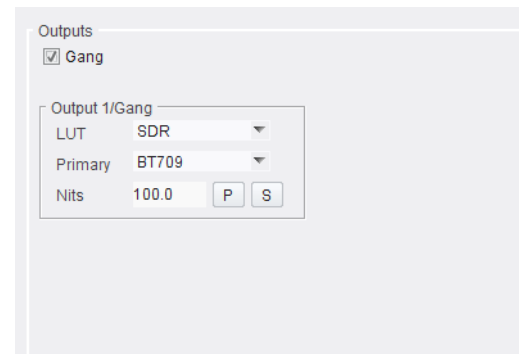 Outputs
Gang
Output 1/Gang
LUT SDR
Primary BT709
Nits 100.0 P S